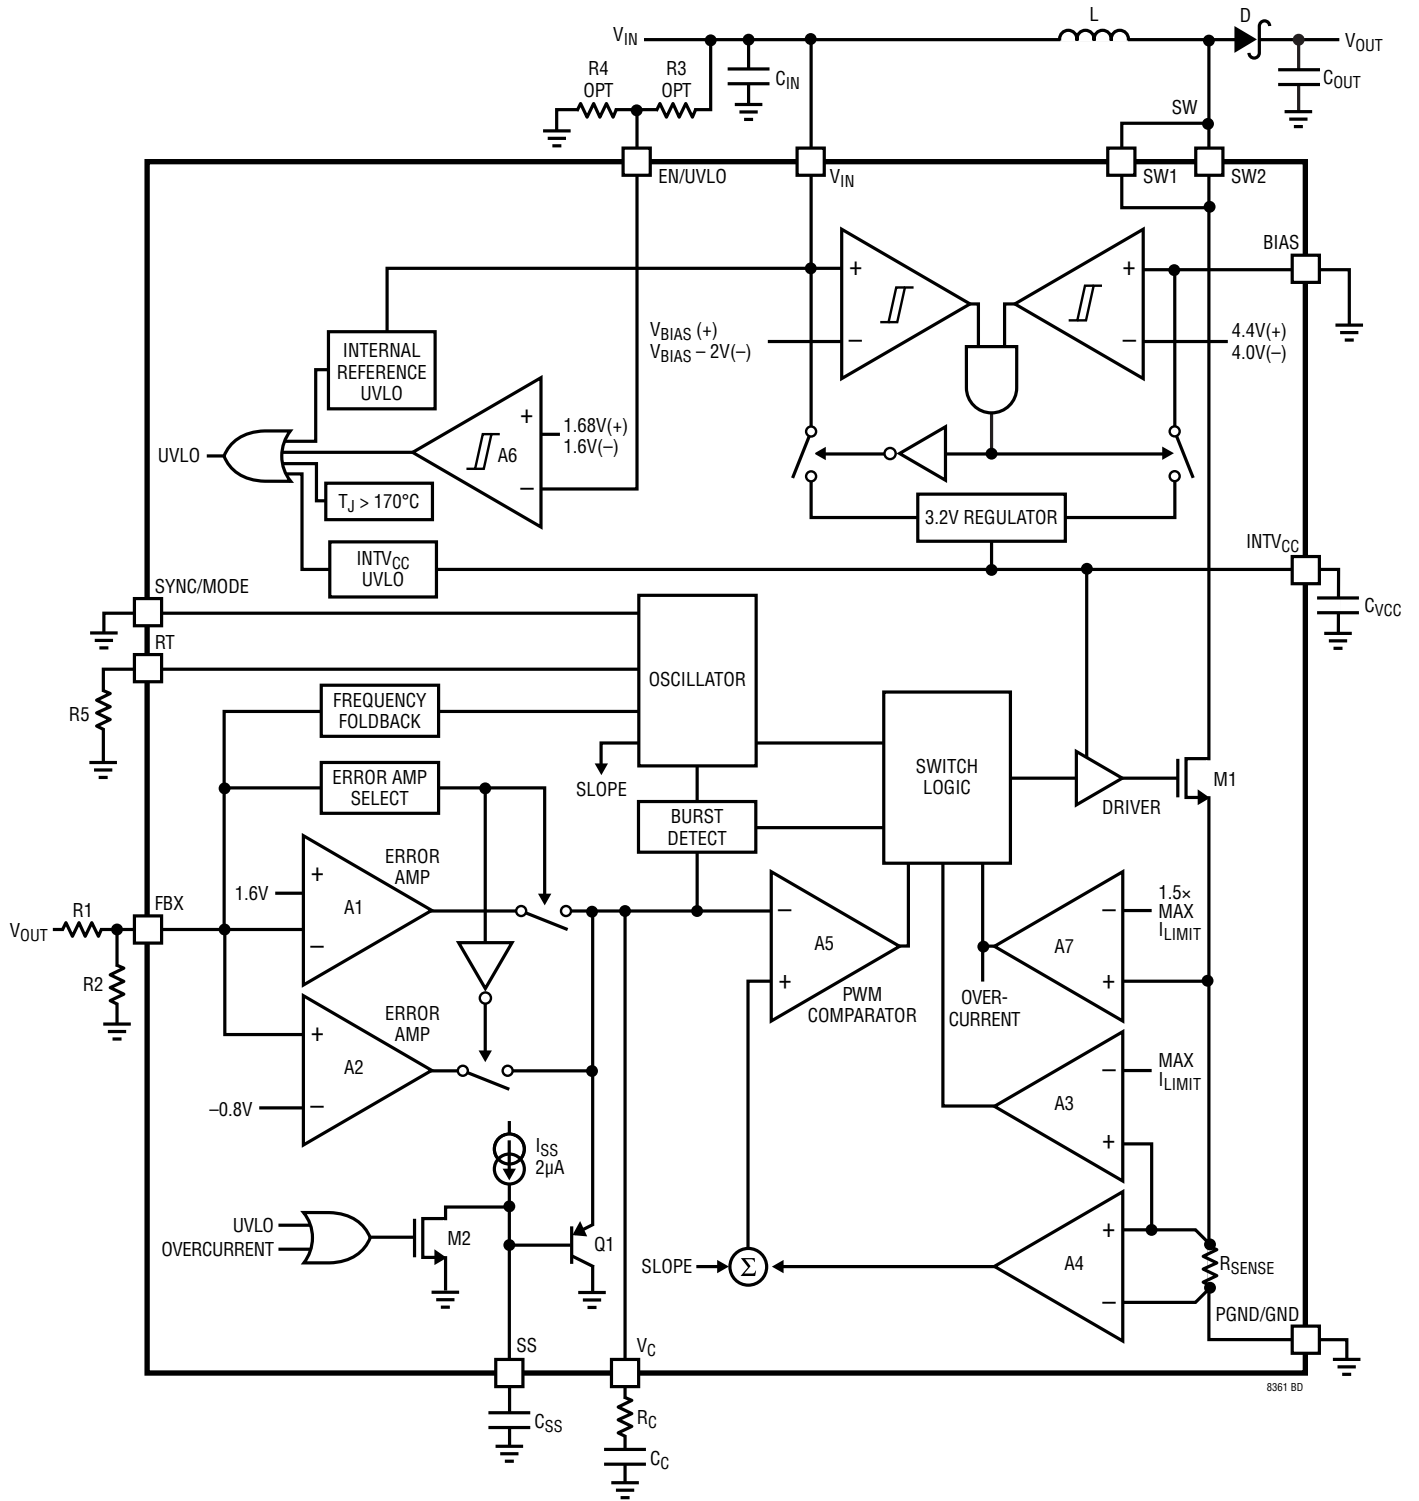 L
D
VIN
VOUT
R4
OPT
R3
OPT
CIN
COUT
SW
EN/UVLO
VIN
SW1
SW2
BIAS
+
+
VBIAS (+)
VBIAS – 2V(–)
–
–
4.4V(+)
4.0V(–)
INTERNAL
REFERENCE
UVLO
+
1.68V(+)
1.6V(–)
UVLO
A6
–
TJ > 170°C
3.2V REGULATOR
INTVCC
UVLO
INTVCC
CVCC
SYNC/MODE
RT
R5
OSCILLATOR
FREQUENCY
FOLDBACK
ERROR AMP
SELECT
SLOPE
SWITCH
LOGIC
DRIVER
M1
BURST
DETECT
ERROR
AMP
+
1.6V
A1
–
FBX
R1
VOUT
R2
–
A5
+
PWM
COMPARATOR
–
1.5×
MAX
ILIMIT
A7
+
OVER-
CURRENT
ERROR
AMP
+
A2
–0.8V
–
–
MAX
ILIMIT
A3
+
ISS
2µA
UVLO
OVERCURRENT
M2
Q1
SLOPE
Σ
+
A4
–
RSENSE
PGND/GND
SS
VC
8361 BD
CSS
RC
CC